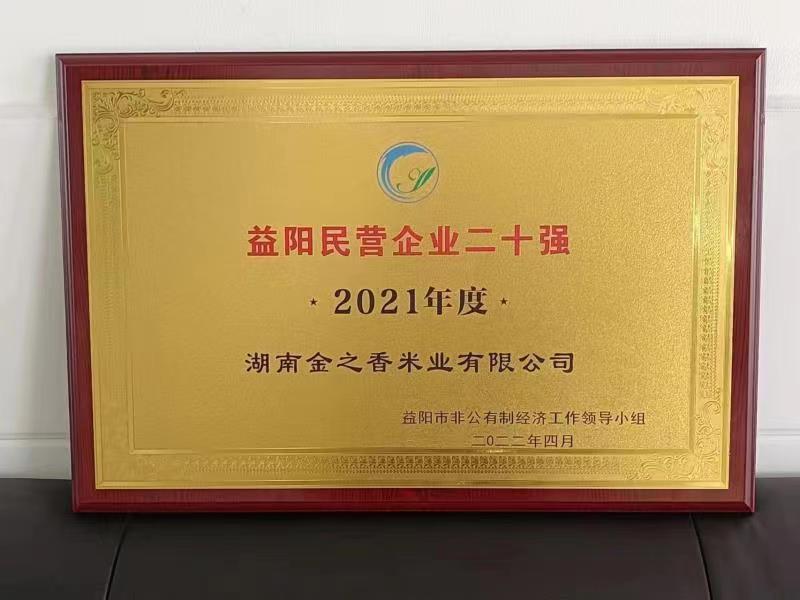 益阳民营企业二十强
★ 2021年度 ★
湖南金之香米业有限公司
益阳市非公有制经济工作领导小组
二〇二二年四月